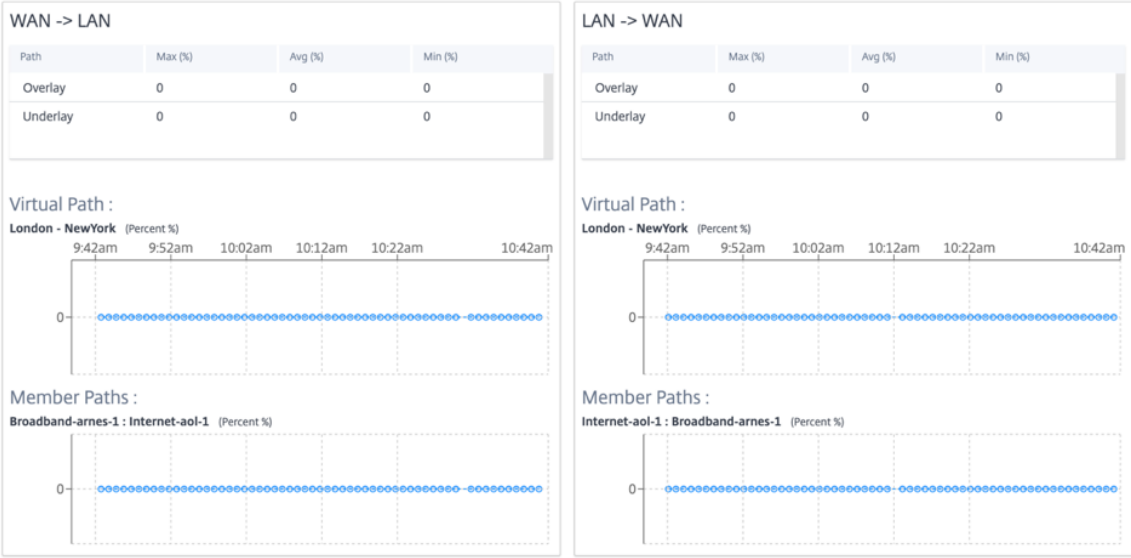 WAN -> LAN
Path Max (%) Avg (%) Min (%)
Overlay 0 0 0
Underlay 0 0 0
Virtual Path :
London - NewYork (Percent %)
9:42am 9:52am 10:02am 10:12am 10:22am 10:42am
0
Member Paths :
Broadband-arnes-1 : Internet-aol-1 (Percent %)
0
LAN -> WAN
Path Max (%) Avg (%) Min (%)
Overlay 0 0 0
Underlay 0 0 0
Virtual Path :
London - NewYork (Percent %)
9:42am 9:52am 10:02am 10:12am 10:22am 10:42am
0
Member Paths :
Internet-aol-1 : Broadband-arnes-1 (Percent %)
0